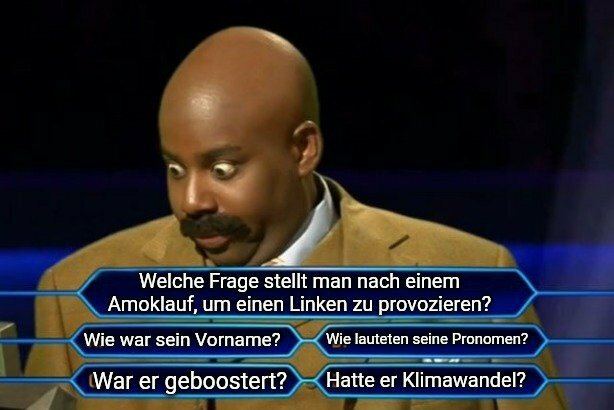 Welche Frage stellt man nach einem
Amoklauf, um einen Linken zu provozieren?
Wie war sein Vorname?
Wie lauteten seine Pronomen?
War er geboostert?
Hatte er Klimawandel?